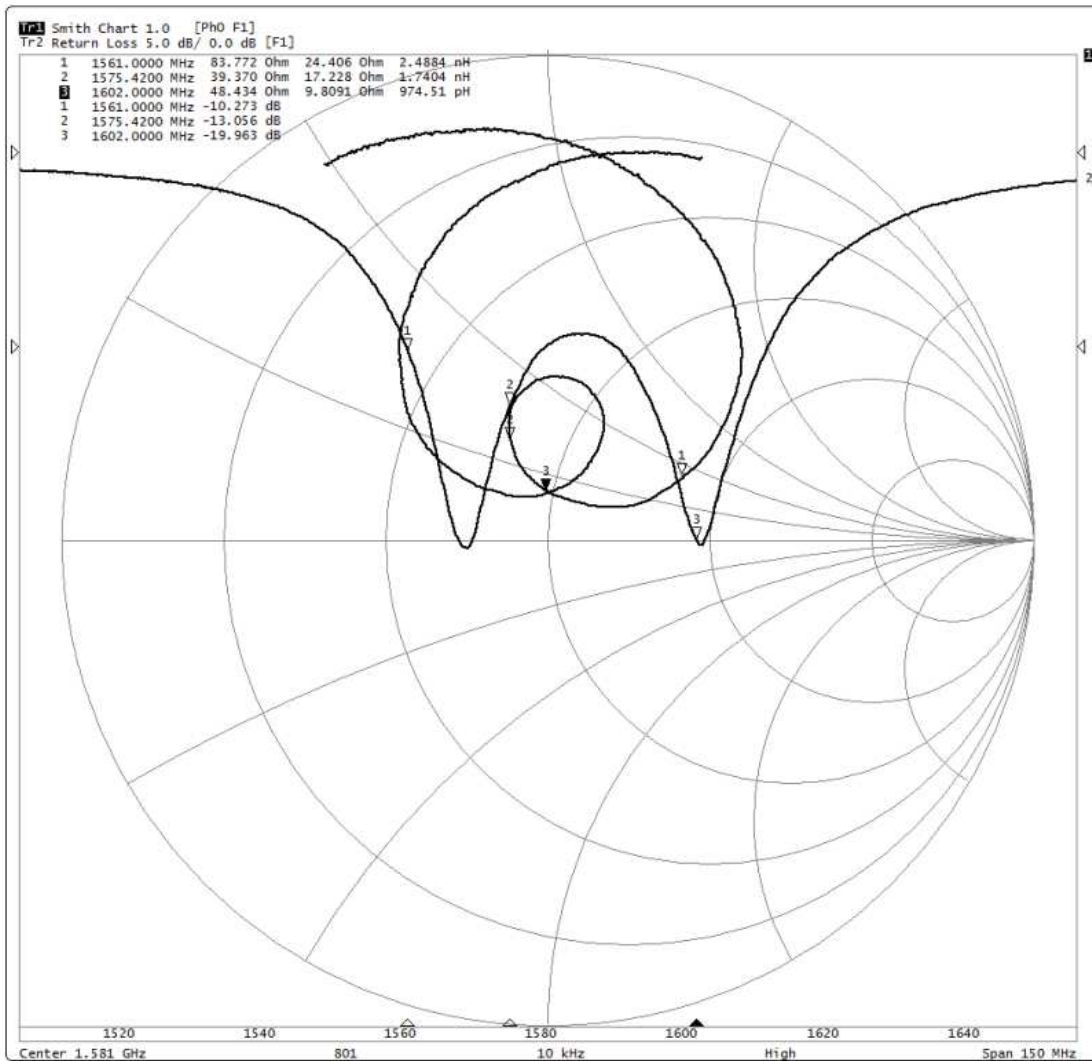 Tr1 Smith Chart 1.0 [Ph0 F1]
Tr2 Return Loss 5.0 dB/ 0.0 dB [F1]
1 1561.0000 MHz 83.772 Ohm 24.406 Ohm 2.4884 nH
2 1575.4200 MHz 39.370 Ohm 17.228 Ohm 1.7404 nH
3 1602.0000 MHz 48.434 Ohm 9.8091 Ohm 974.51 pH
1 1561.0000 MHz -10.273 dB
2 1575.4200 MHz -13.056 dB
3 1602.0000 MHz -19.963 dB
1
2
1
2
2
3
1
3
1520 1540 1560 1580 1600 1620 1640
Center 1.581 GHz 801 10 kHz High Span 150 MHz